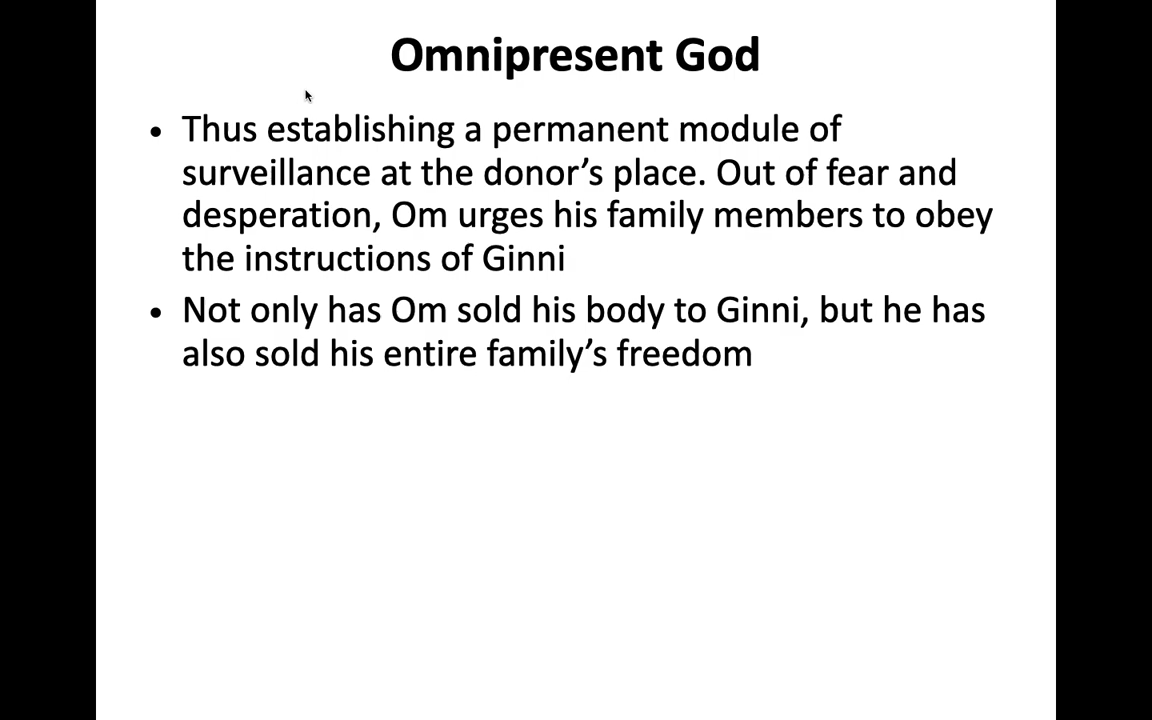 Omnipresent God
• Thus establishing a permanent module of
surveillance at the donor’s place. Out of fear and
desperation, Om urges his family members to obey
the instructions of Ginni
• Not only has Om sold his body to Ginni, but he has
also sold his entire family’s freedom